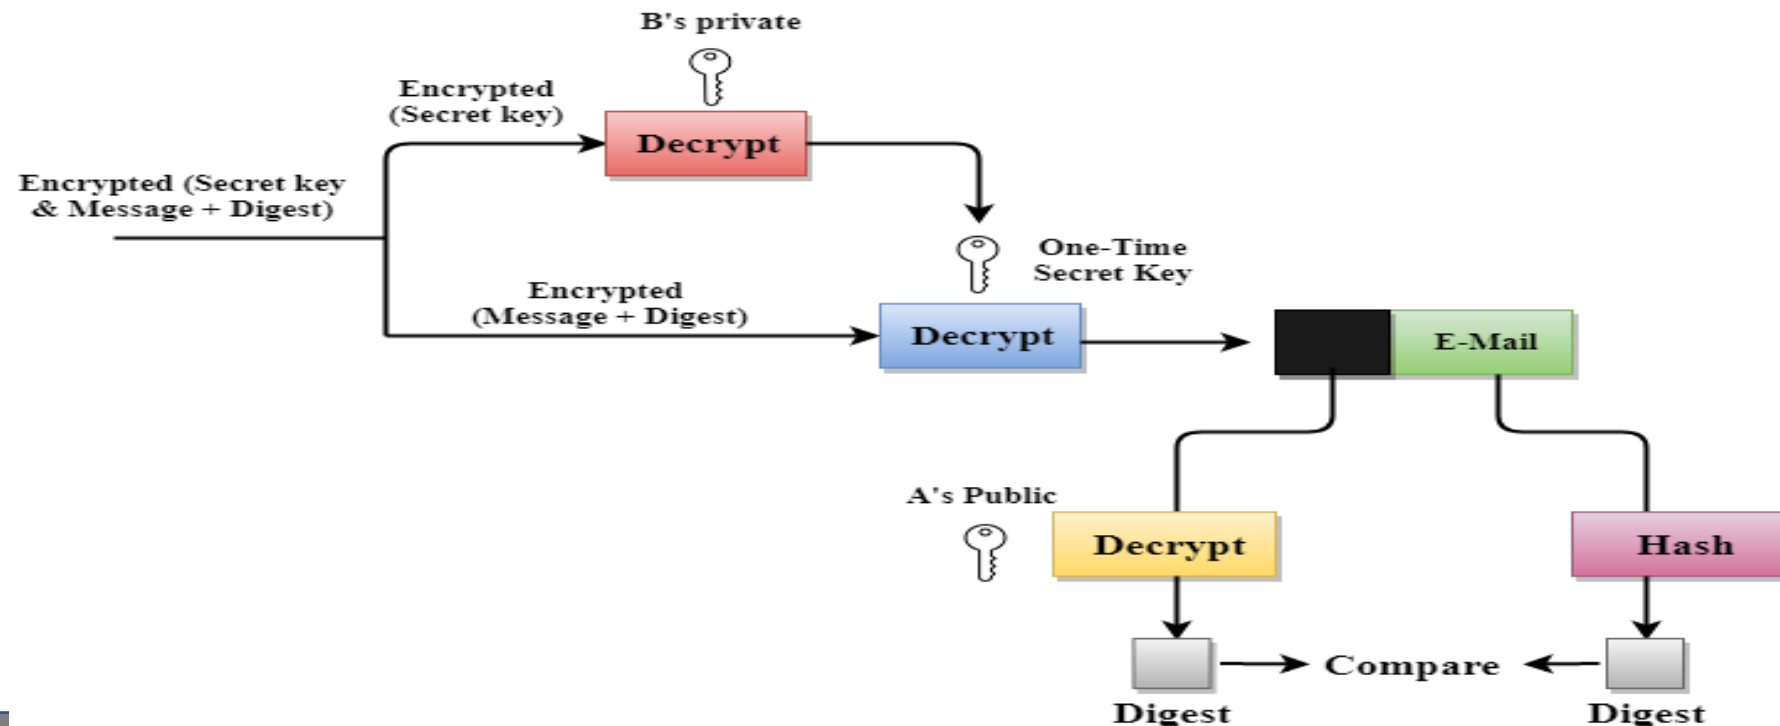 B's private
Encrypted
(Secret key)
Decrypt
Encrypted (Secret key
& Message + Digest)
One-Time
Secret Key
Encrypted
(Message + Digest)
Decrypt
E-Mail
A's Public
Decrypt
Hash
Compare
Digest
Digest